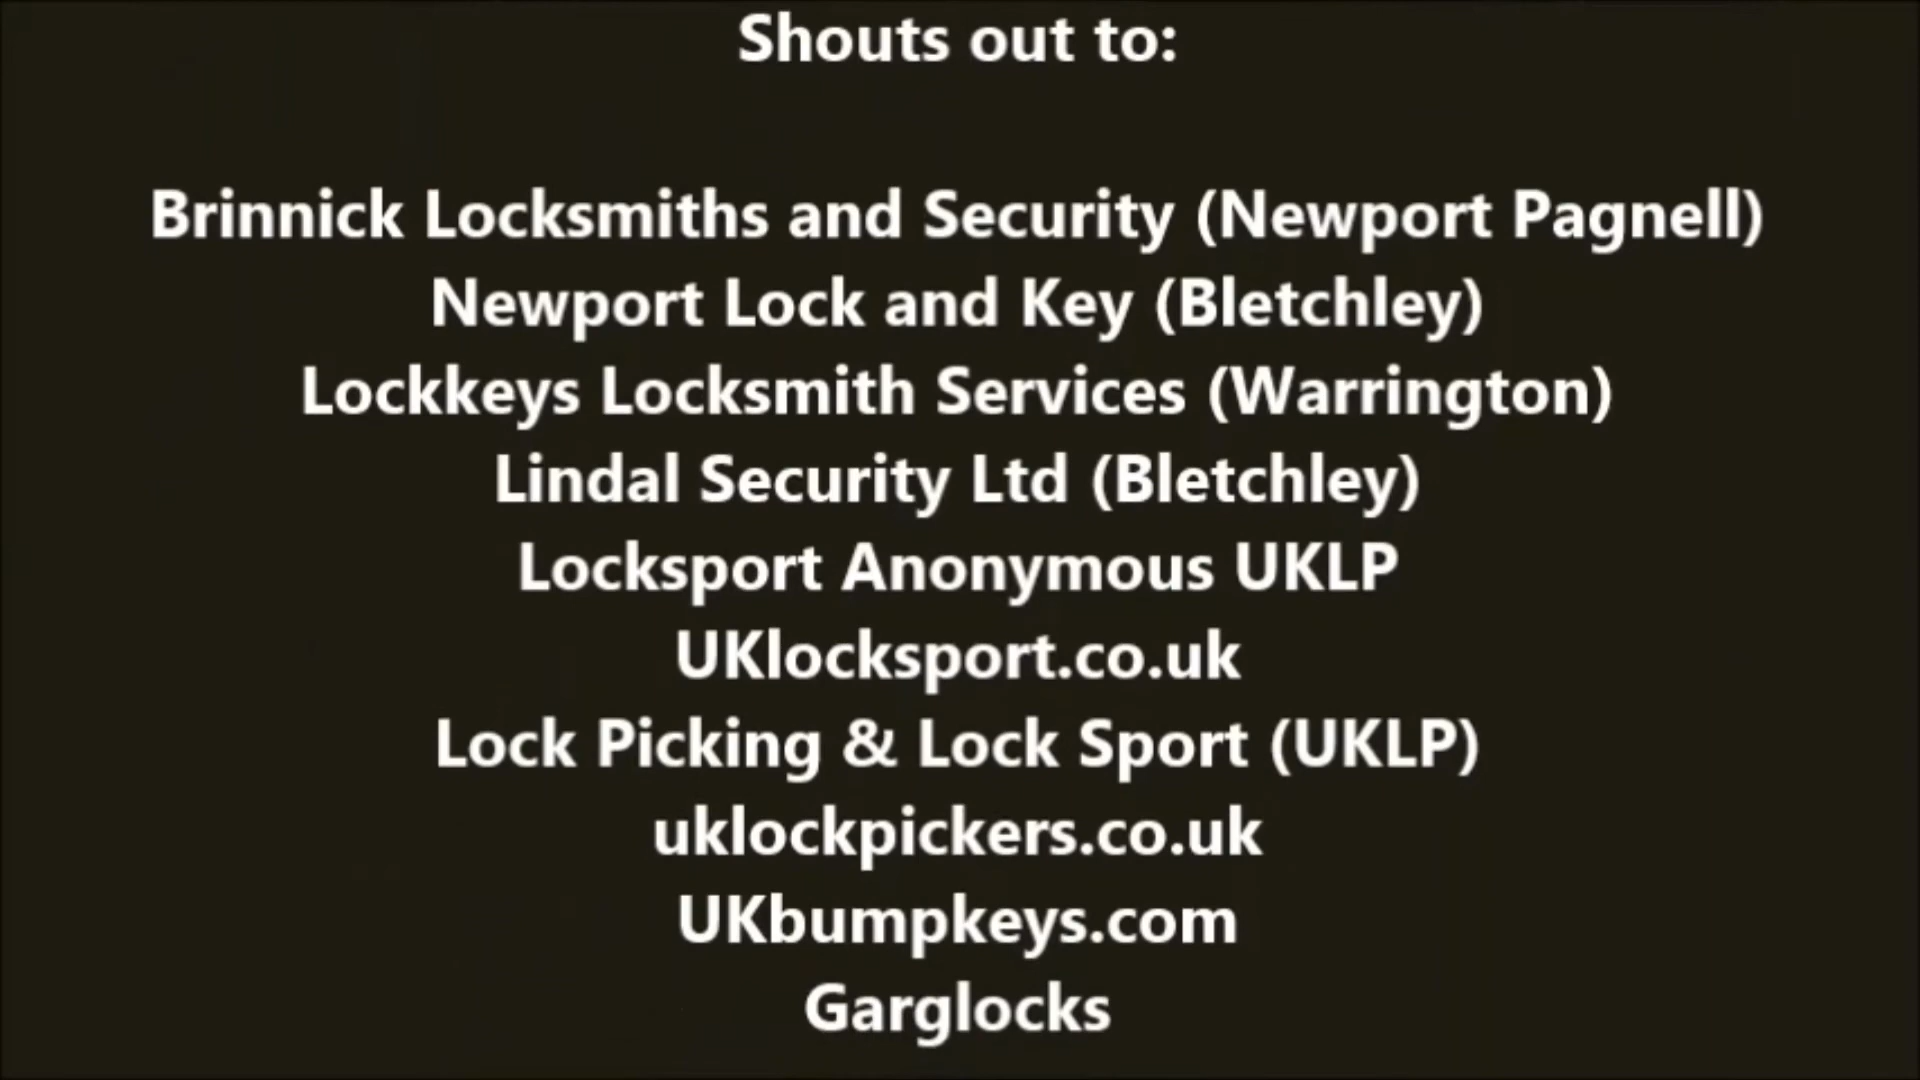 Shouts out to:
Brinnick Locksmiths and Security (Newport Pagnell)
Newport Lock and Key (Bletchley)
Lockkeys Locksmith Services (Warrington)
Lindal Security Ltd (Bletchley)
Locksport Anonymous UKLP
UKlocksport.co.uk
Lock Picking & Lock Sport (UKLP)
uklockpickers.co.uk
UKbumpkeys.com
Garglocks